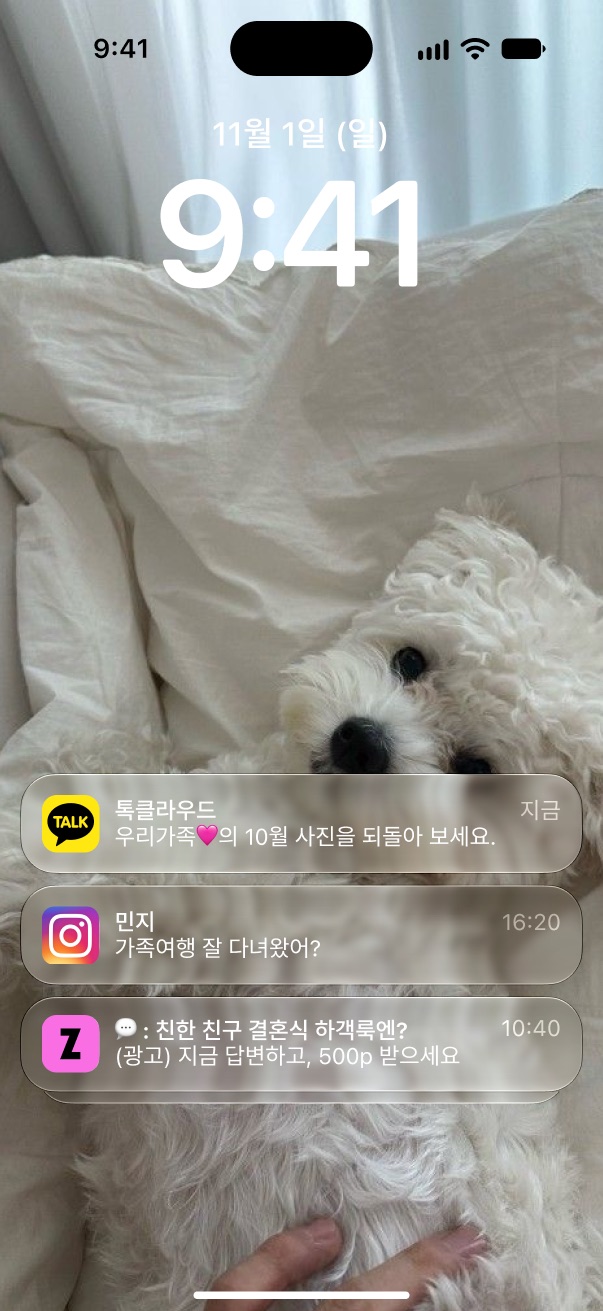 9:41
11월 1일 (일)
9:41
TALK
톡클라우드 지금
우리가족💗의 10월 사진을 되돌아 보세요.
민지 16:20
가족여행 잘 다녀왔어?
Z
💬 : 친한 친구 결혼식 하객룩엔? 10:40
(광고) 지금 답변하고, 500p 받으세요